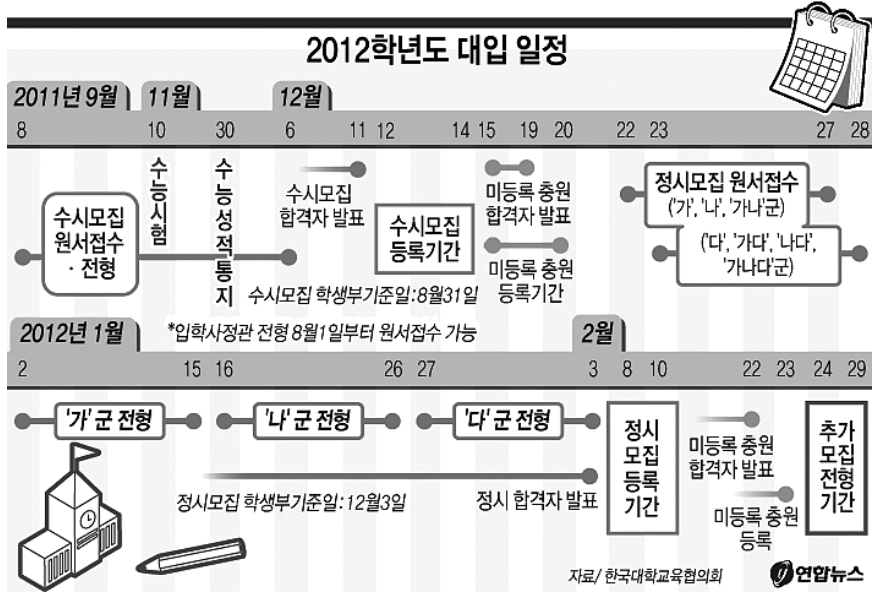 2012학년도 대입 일정
2011년 9월 11월 12월
8 10 30 6 11 12 14 15 19 20 22 23 27 28
수시모집
원서접수
· 전형
수능시험
수능성적통지
수시모집
합격자 발표
수시모집
등록기간
미등록 충원
합격자 발표
미등록 충원
등록기간
정시모집 원서접수
('가', '나', '가나'군)
('다', '가다', '나다',
'가나다'군)
수시모집 학생부기준일:8월31일
*입학사정관 전형 8월1일부터 원서접수 가능
2012년 1월 2월
2 15 16 26 27 3 8 10 22 23 24 29
'가'군 전형
'나'군 전형
'다'군 전형
정시모집 학생부기준일:12월3일
정시 합격자 발표
정시
모집
등록
기간
미등록 충원
합격자 발표
미등록 충원
등록
추가
모집
전형
기간
자료/ 한국대학교육협의회
연합뉴스